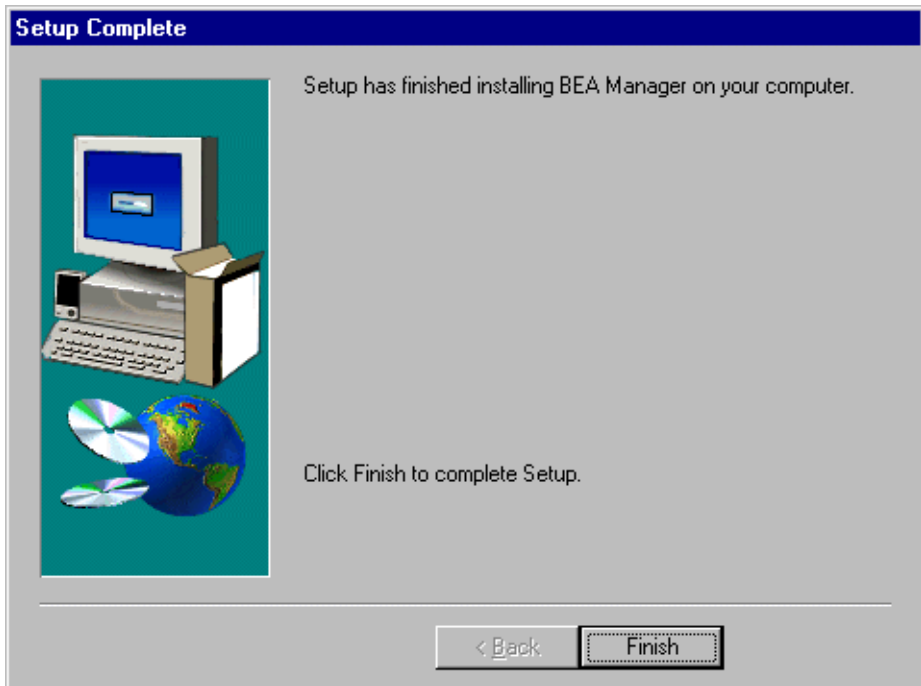 Setup Complete
Setup has finished installing BEA Manager on your computer.
Click Finish to complete Setup.
< Back
Finish